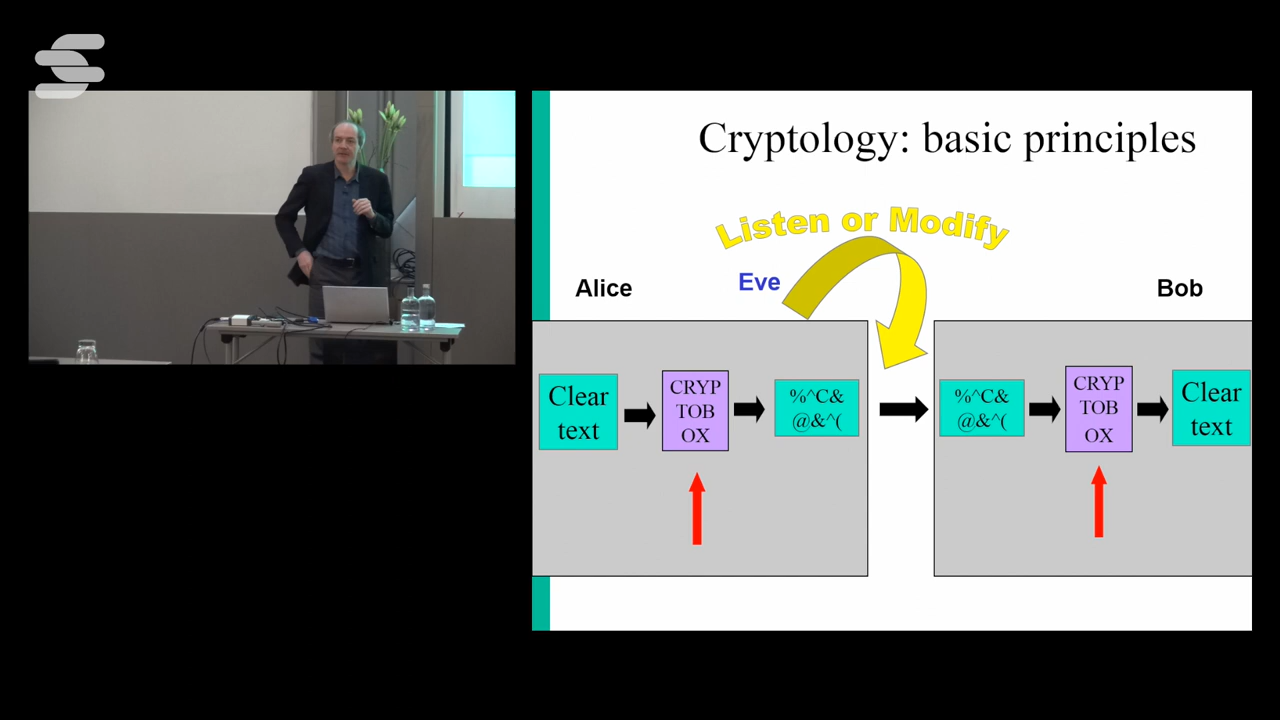 Cryptology: basic principles
Listen or Modify
Eve
Alice
Bob
Clear
text
CRYP
TOB
OX
%^C&
@&^(
%^C&
@&^(
CRYP
TOB
OX
Clear
text